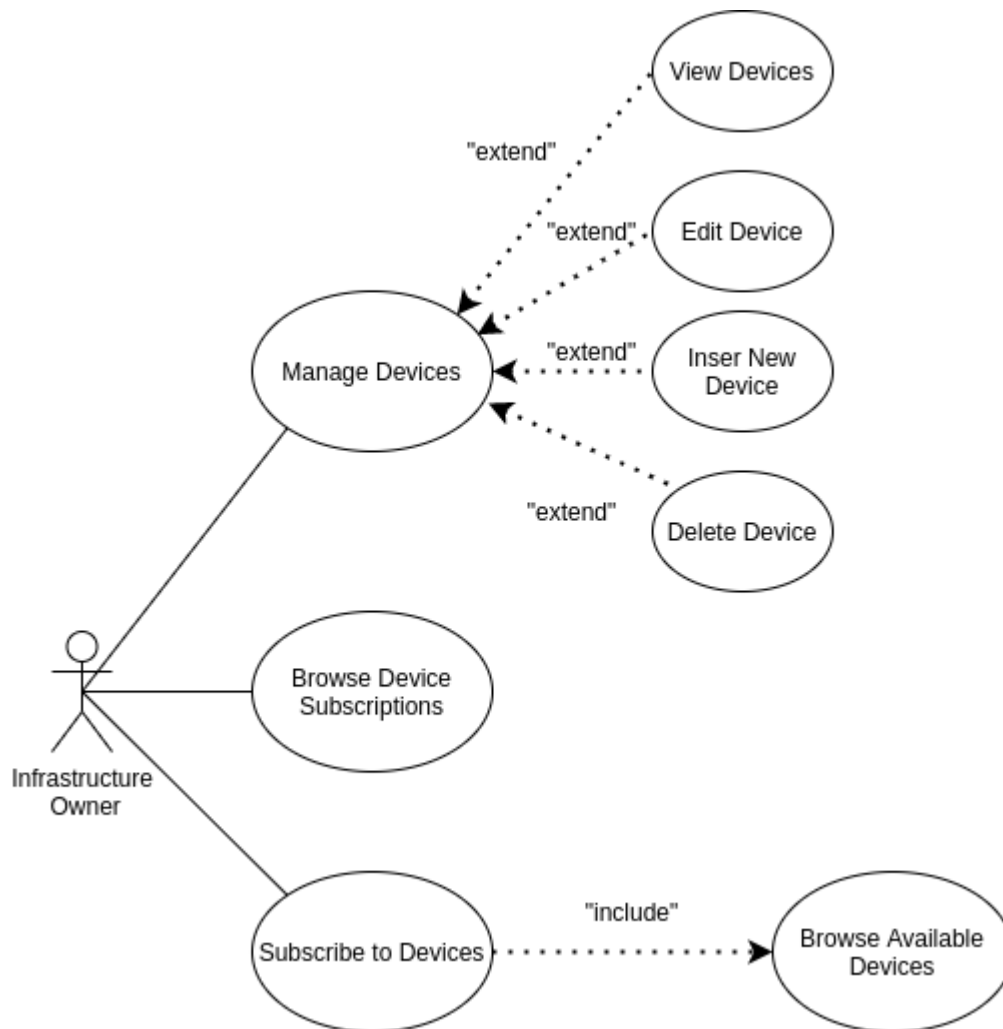 View Devices
"extend"
"extend"
Edit Device
"extend"
Inser New
Device
Manage Devices
"extend"
Delete Device
Browse Device
Subscriptions
Infrastructure
Owner
"include"
Subscribe to Devices
Browse Available
Devices